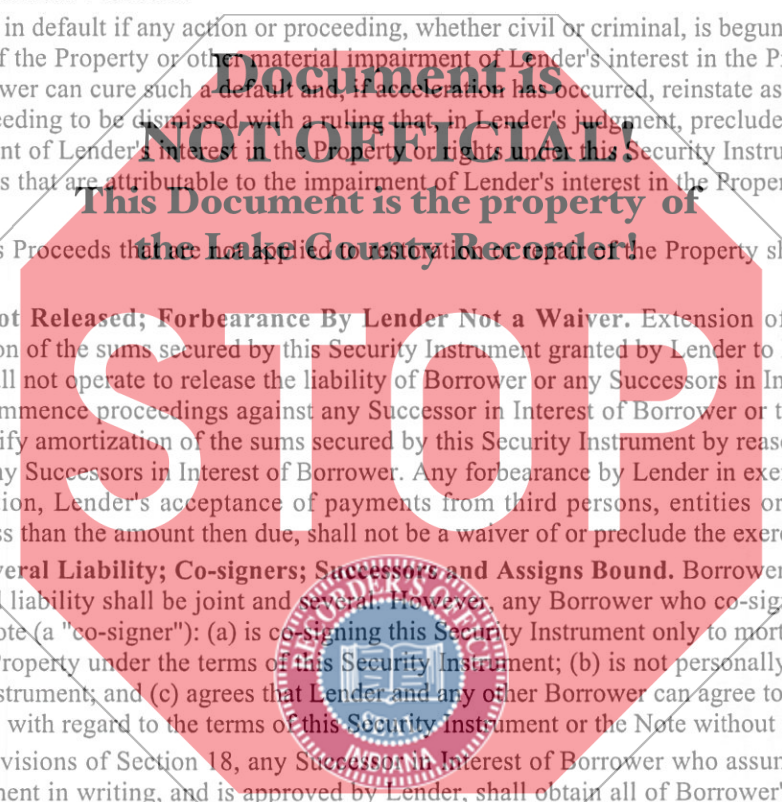 in default if any action or proceeding, whether civil or criminal, is begun
f the Property or other material impairment of Lender's interest in the P
wer can cure such a default and, if acceleration has occurred, reinstate as
eeding to be dismissed with a ruling that, in Lender's judgment, preclude
nt of Lender's interest in the Property or rights under this Security Instru
s that are attributable to the impairment of Lender's interest in the Proper
s Proceeds that are not applied to restoration or repair of the Property sh
Document is
NOT OFFICIAL!
This Document is the property of
the Lake County Recorder!
STOP
ot Released; Forbearance By Lender Not a Waiver. Extension of
on of the sums secured by this Security Instrument granted by Lender to
ll not operate to release the liability of Borrower or any Successors in In
mmence proceedings against any Successor in Interest of Borrower or t
ify amortization of the sums secured by this Security Instrument by reas
ny Successors in Interest of Borrower. Any forbearance by Lender in exer
tion, Lender's acceptance of payments from third persons, entities or
ss than the amount then due, shall not be a waiver of or preclude the exer
veral Liability; Co-signers; Successors and Assigns Bound. Borrower
l liability shall be joint and several. However, any Borrower who co-sig
ote (a "co-signer"): (a) is co-signing this Security Instrument only to mort
Property under the terms of this Security Instrument; (b) is not personally
strument; and (c) agrees that Lender and any other Borrower can agree to
with regard to the terms of this Security Instrument or the Note without
visions of Section 18, any Successor in Interest of Borrower who assum
ment in writing, and is approved by Lender, shall obtain all of Borrower
RECORDER'S OFFICE
County
INDIANA